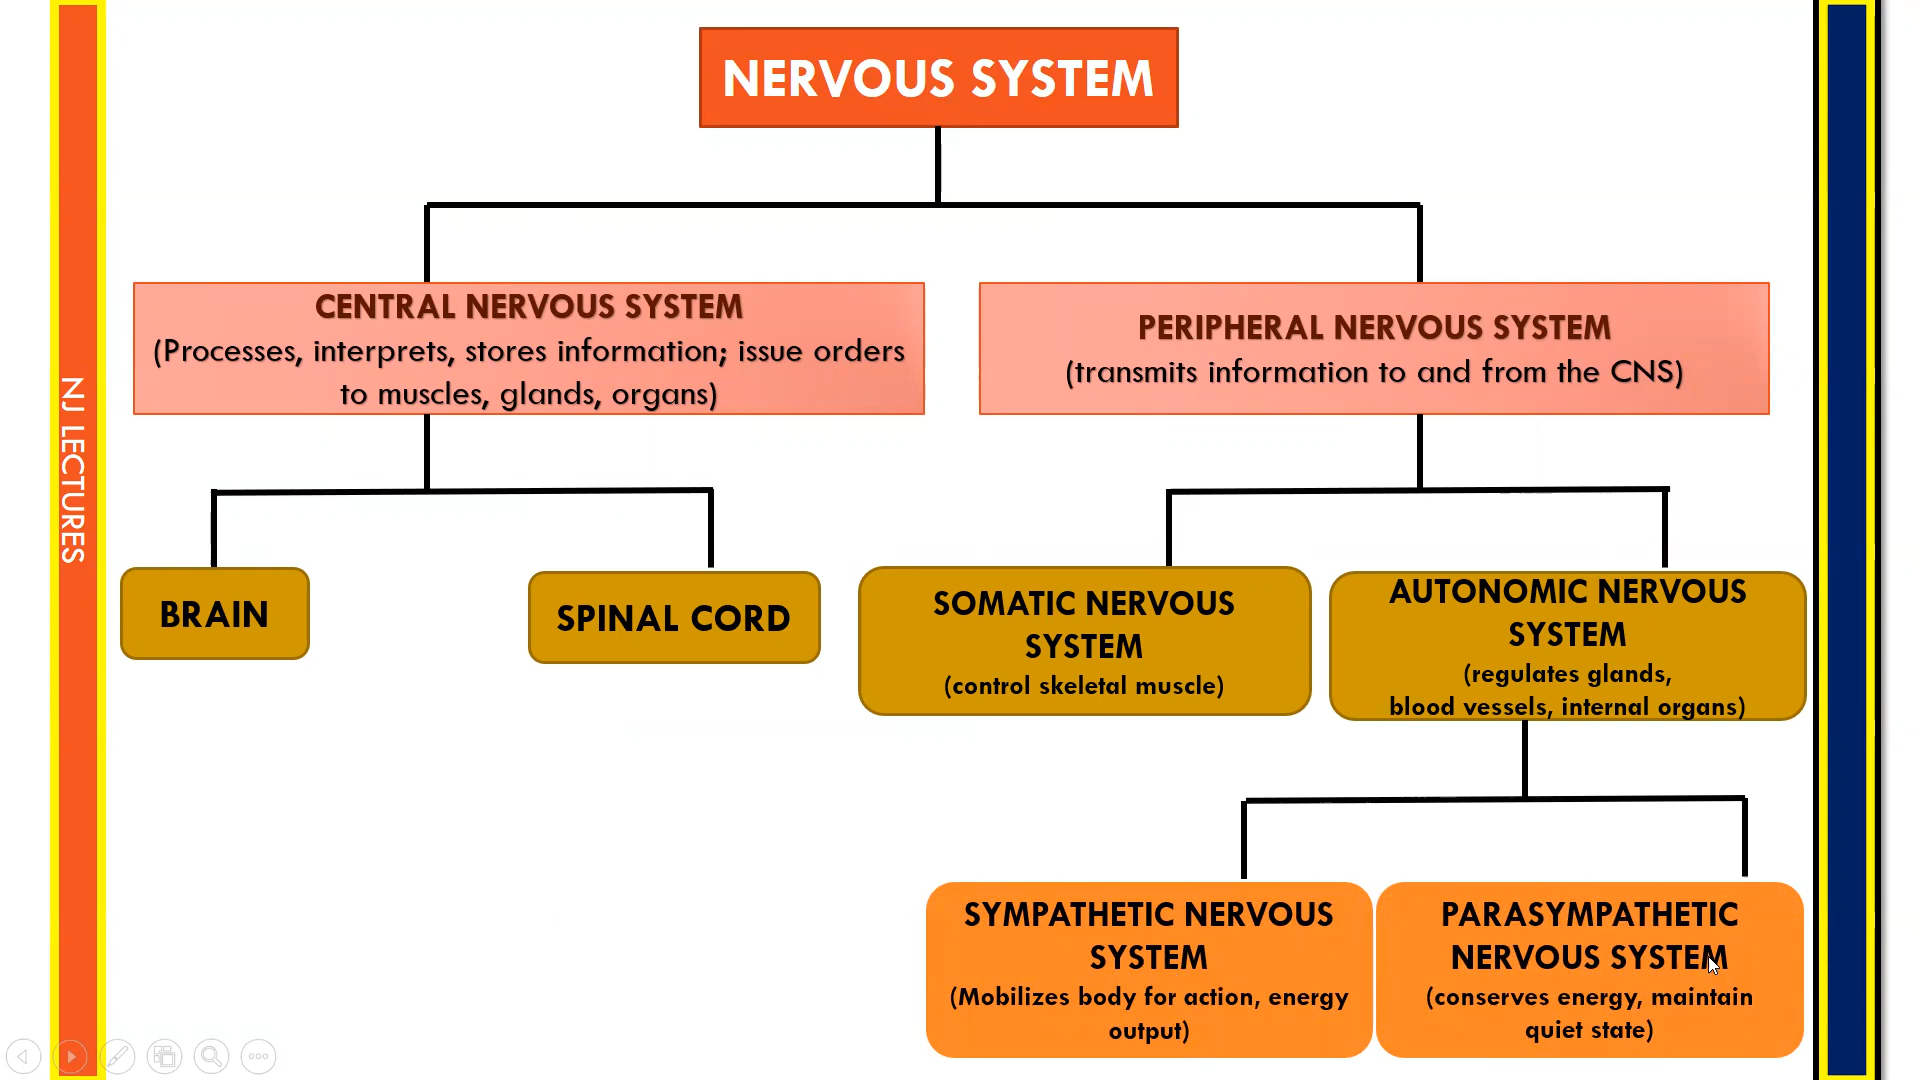 NERVOUS SYSTEM
CENTRAL NERVOUS SYSTEM
(Processes, interprets, stores information; issue orders
to muscles, glands, organs)
PERIPHERAL NERVOUS SYSTEM
(transmits information to and from the CNS)
NJ LECTURES
BRAIN
SPINAL CORD
SOMATIC NERVOUS
SYSTEM
(control skeletal muscle)
AUTONOMIC NERVOUS
SYSTEM
(regulates glands,
blood vessels, internal organs)
SYMPATHETIC NERVOUS
SYSTEM
(Mobilizes body for action, energy
output)
PARASYMPATHETIC
NERVOUS SYSTEM
(conserves energy, maintain
quiet state)